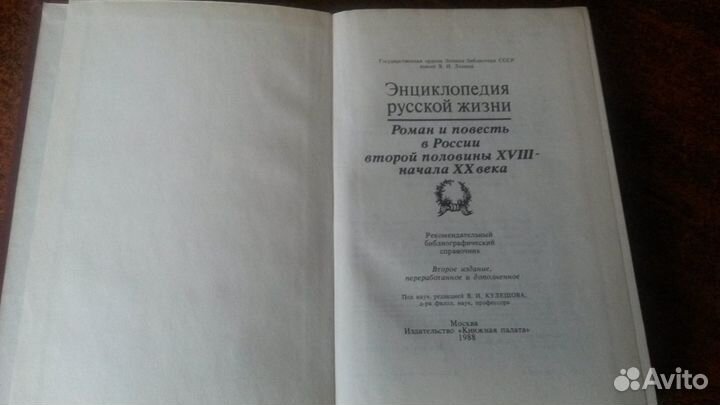 Государственная ордена Ленина библиотека СССР
имени В. И. Ленина
Энциклопедия
русской жизни
Роман и повесть
в России
второй половины XVIII-
начала XX века
Рекомендательный
библиографический
справочник
Второе издание,
переработанное и дополненное
Под науч. редакцией В. И. КУЛЕШОВА,
д-ра филол. наук, профессора
Москва
Издательство «Книжная палата»
1988
Avito